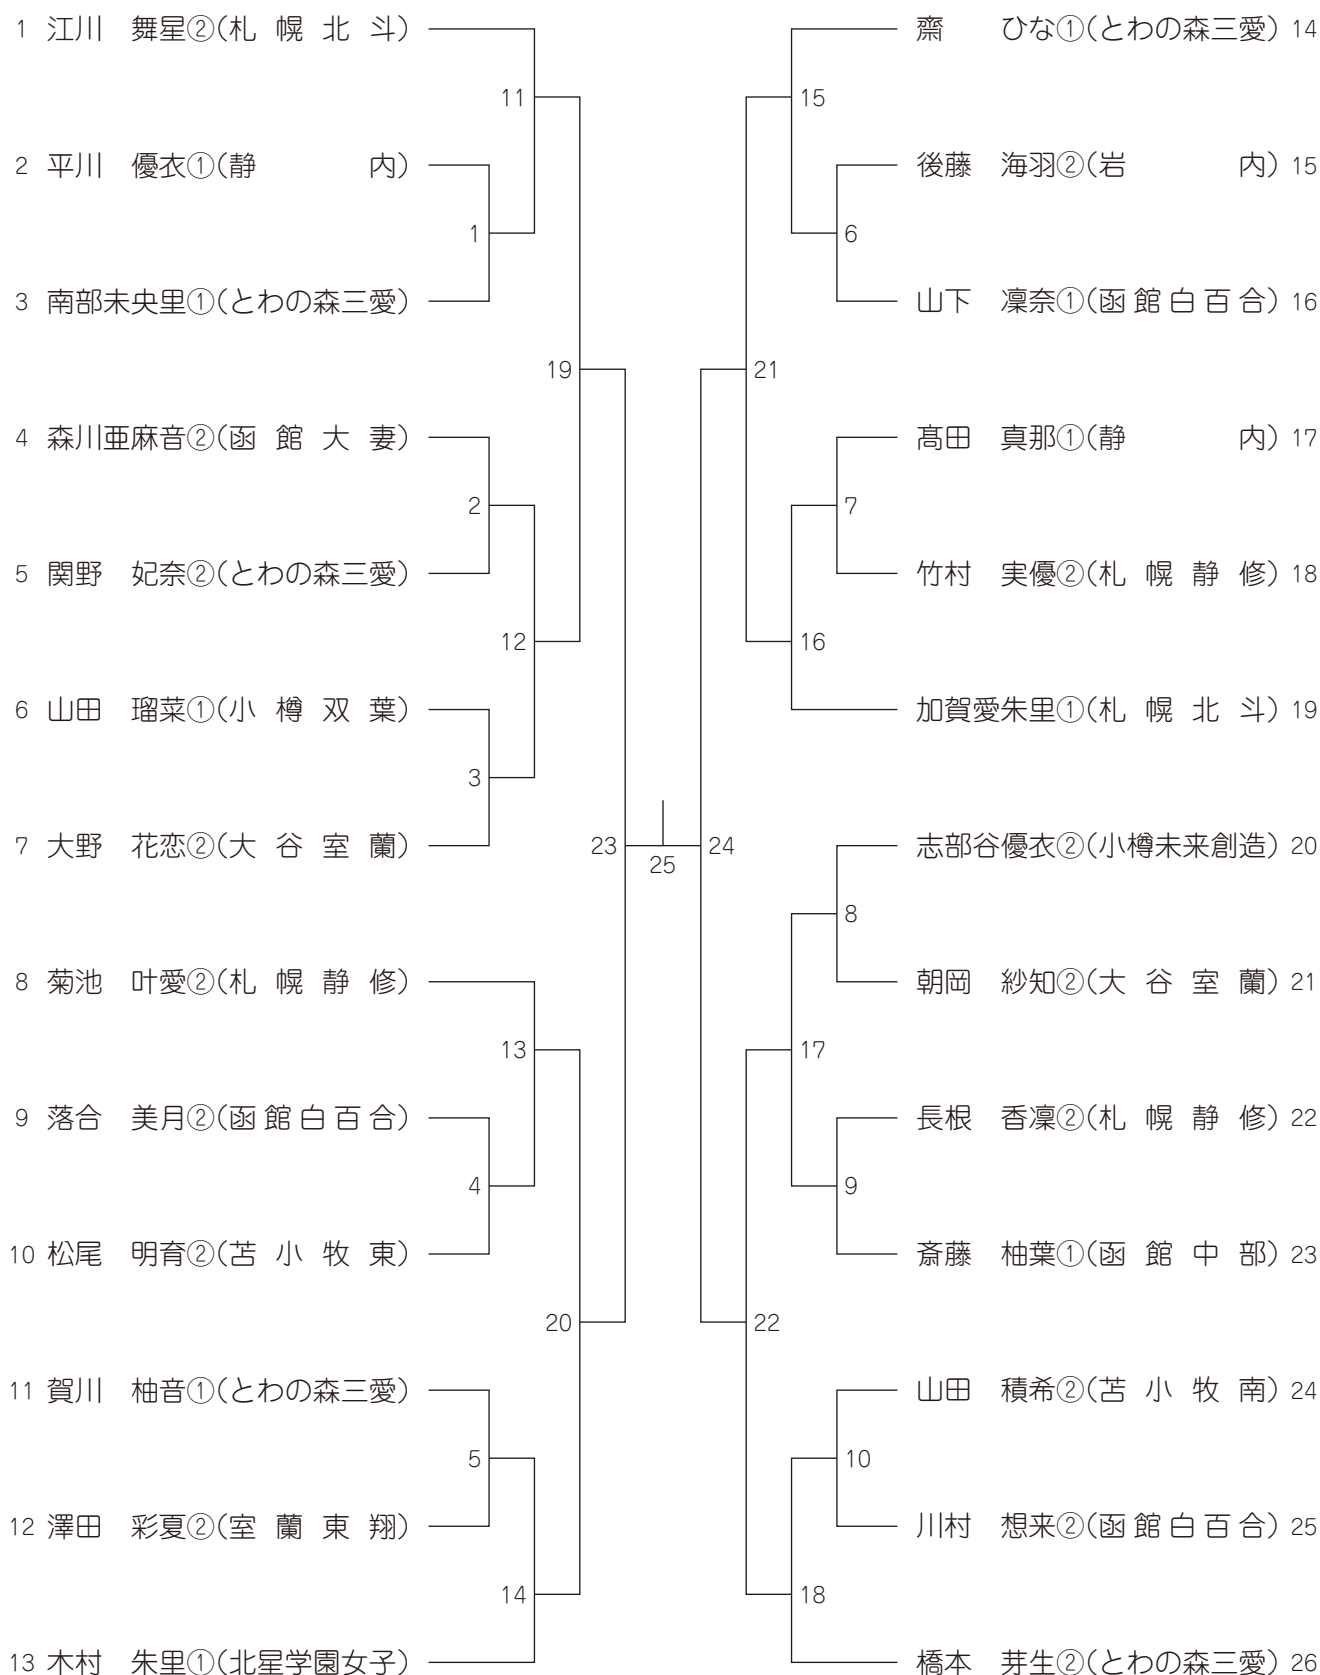 1 江川　舞星②(札幌北斗)
2 平川　優衣①(静内)
3 南部未央里①(とわの森三愛)
4 森川亜麻音②(函館大妻)
5 関野　妃奈②(とわの森三愛)
6 山田　瑠菜①(小樽双葉)
7 大野　花恋②(大谷室蘭)
8 菊池　叶愛②(札幌静修)
9 落合　美月②(函館白百合)
10 松尾　明育②(苫小牧東)
11 賀川　柚音①(とわの森三愛)
12 澤田　彩夏②(室蘭東翔)
13 木村　朱里①(北星学園女子)
11
1
19
2
12
3
23
13
4
20
5
14
25
15
6
21
7
16
24
8
17
9
22
10
18
齋　ひな①(とわの森三愛) 14
後藤　海羽②(岩内) 15
山下　凜奈①(函館白百合) 16
髙田　真那①(静内) 17
竹村　実優②(札幌静修) 18
加賀愛朱里①(札幌北斗) 19
志部谷優衣②(小樽未来創造) 20
朝岡　紗知②(大谷室蘭) 21
長根　香凜②(札幌静修) 22
斎藤　柚葉①(函館中部) 23
山田　積希②(苫小牧南) 24
川村　想来②(函館白百合) 25
橋本　芽生②(とわの森三愛) 26